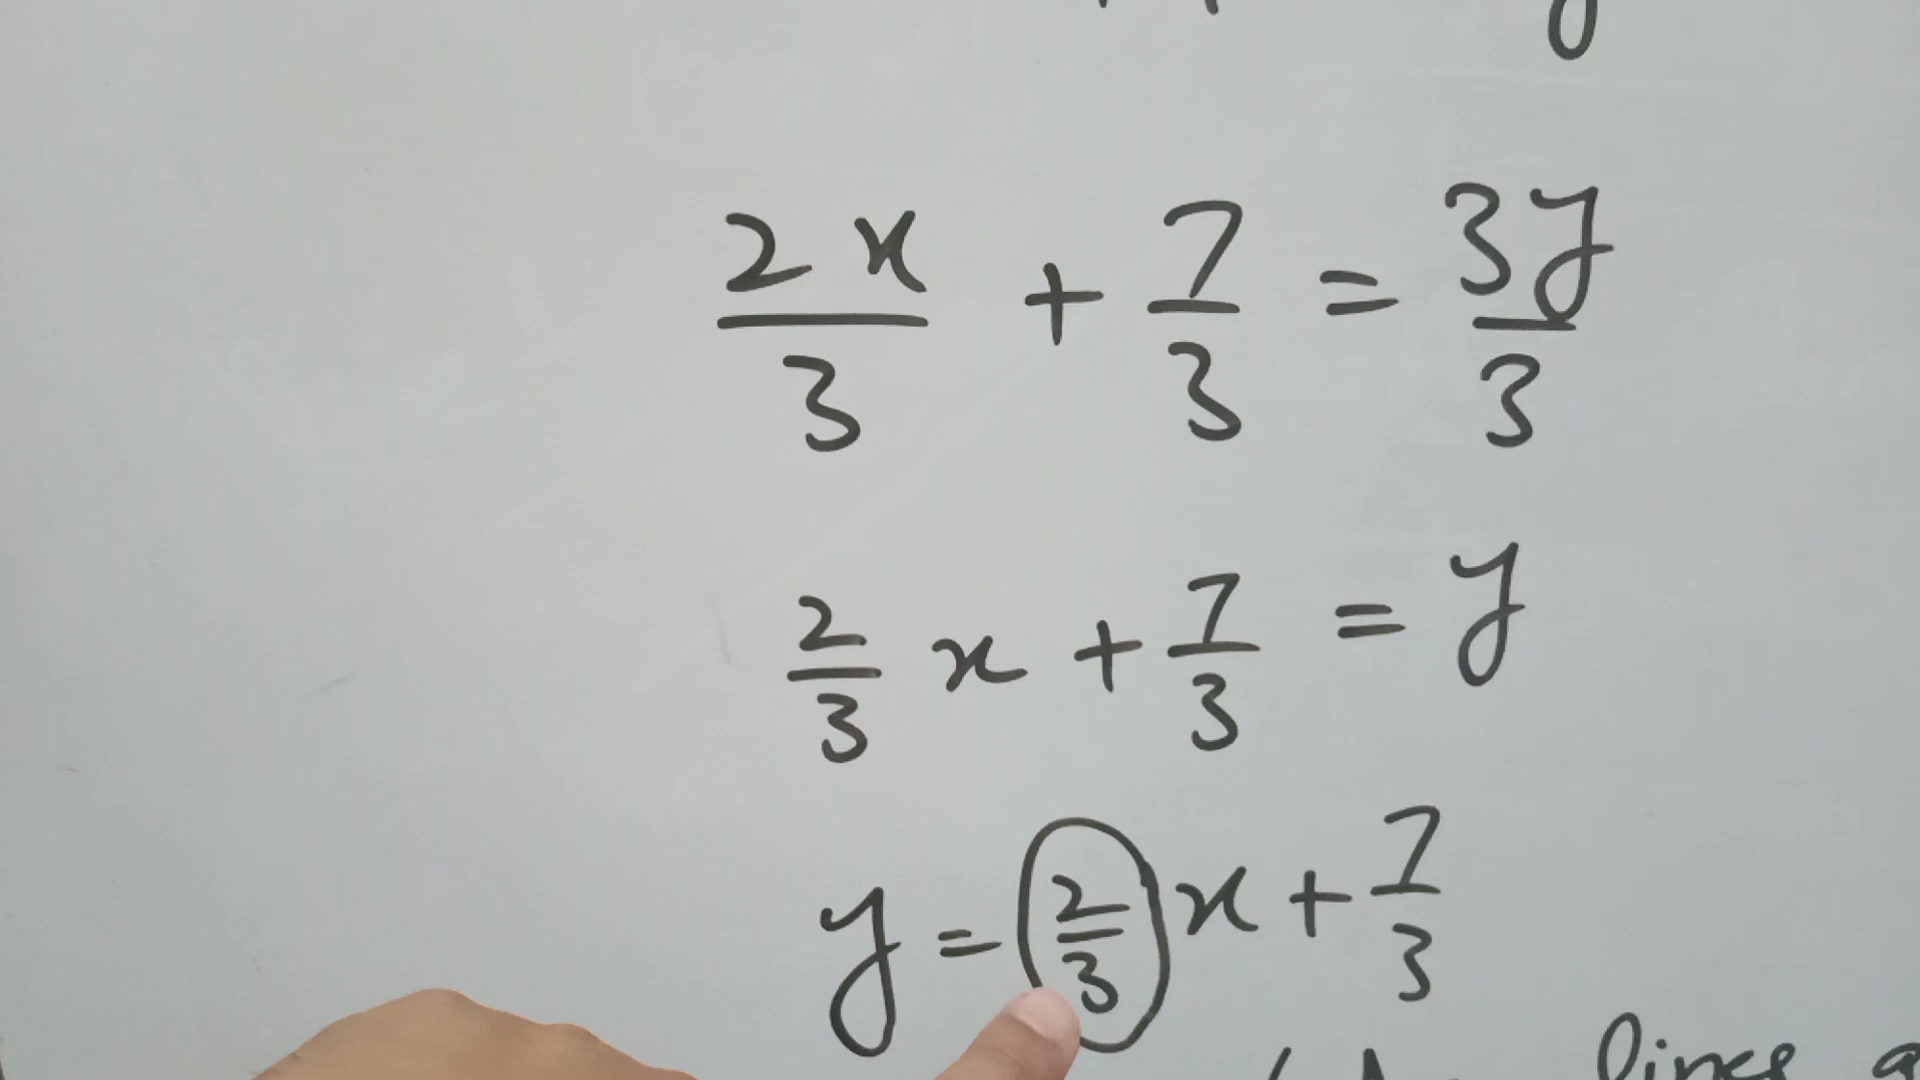 2x/3 + 7/3 = 3y/3
2/3 x + 7/3 = y
y = 2/3 x + 7/3
lines